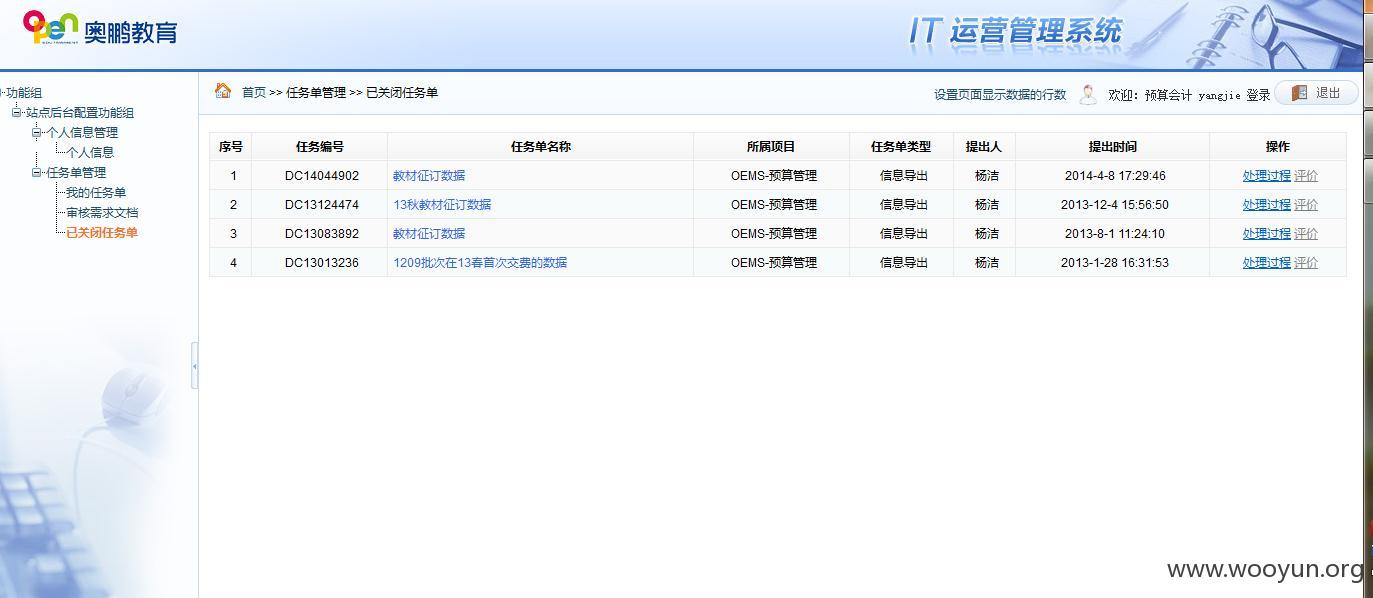 open 奥鹏教育
IT 运营管理系统
功能组
站点后台配置功能组
个人信息管理
个人信息
任务单管理
我的任务单
审核需求文档
已关闭任务单
首页 >> 任务单管理 >> 已关闭任务单
设置页面显示数据的行数 欢迎: 预算会计 yangjie 登录 退出
序号 任务编号 任务单名称 所属项目 任务单类型 提出人 提出时间 操作
1 DC14044902 教材征订数据 OEMS-预算管理 信息导出 杨洁 2014-4-8 17:29:46 处理过程 评价
2 DC13124474 13秋教材征订数据 OEMS-预算管理 信息导出 杨洁 2013-12-4 15:56:50 处理过程 评价
3 DC13083892 教材征订数据 OEMS-预算管理 信息导出 杨洁 2013-8-1 11:24:10 处理过程 评价
4 DC13013236 1209批次在13春首次交费的数据 OEMS-预算管理 信息导出 杨洁 2013-1-28 16:31:53 处理过程 评价
www.wooyun.org